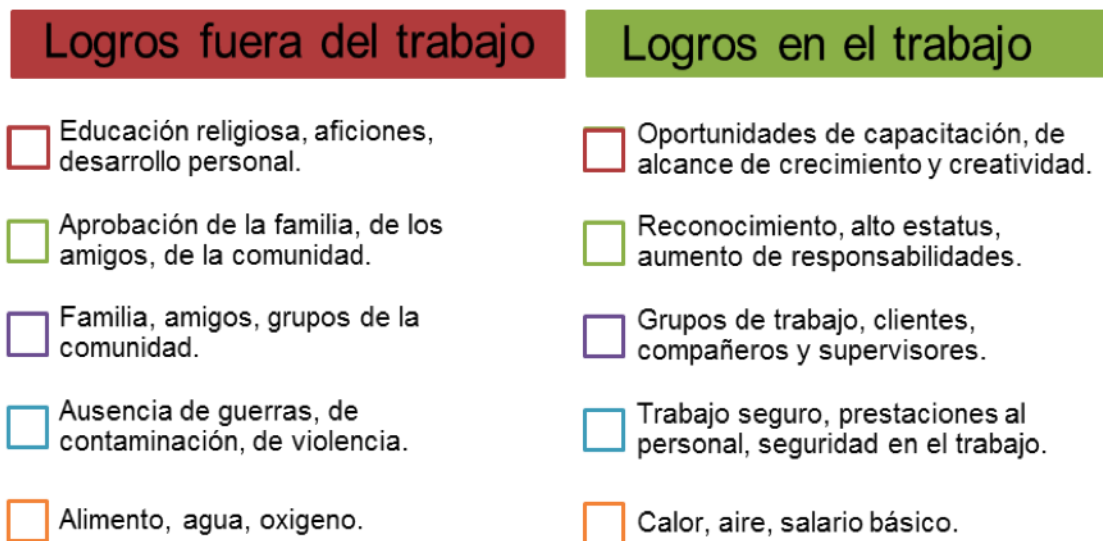 Logros fuera del trabajo
Educación religiosa, aficiones,
desarrollo personal.
Aprobación de la familia, de los
amigos, de la comunidad.
Familia, amigos, grupos de la
comunidad.
Ausencia de guerras, de
contaminación, de violencia.
Alimento, agua, oxigeno.
Logros en el trabajo
Oportunidades de capacitación, de
alcance de crecimiento y creatividad.
Reconocimiento, alto estatus,
aumento de responsabilidades.
Grupos de trabajo, clientes,
compañeros y supervisores.
Trabajo seguro, prestaciones al
personal, seguridad en el trabajo.
Calor, aire, salario básico.